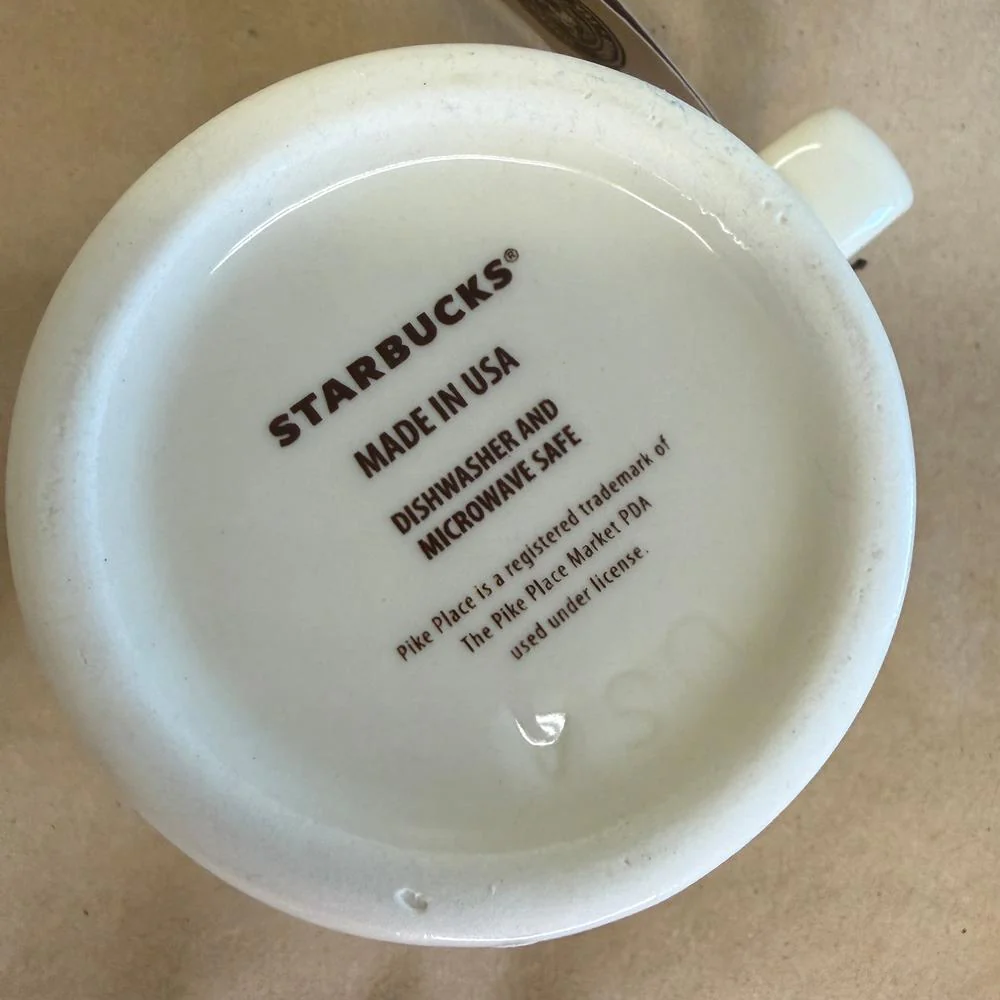 STARBUCKS®
MADE IN USA
DISHWASHER AND
MICROWAVE SAFE
Pike Place is a registered trademark of
The Pike Place Market PDA
used under license.